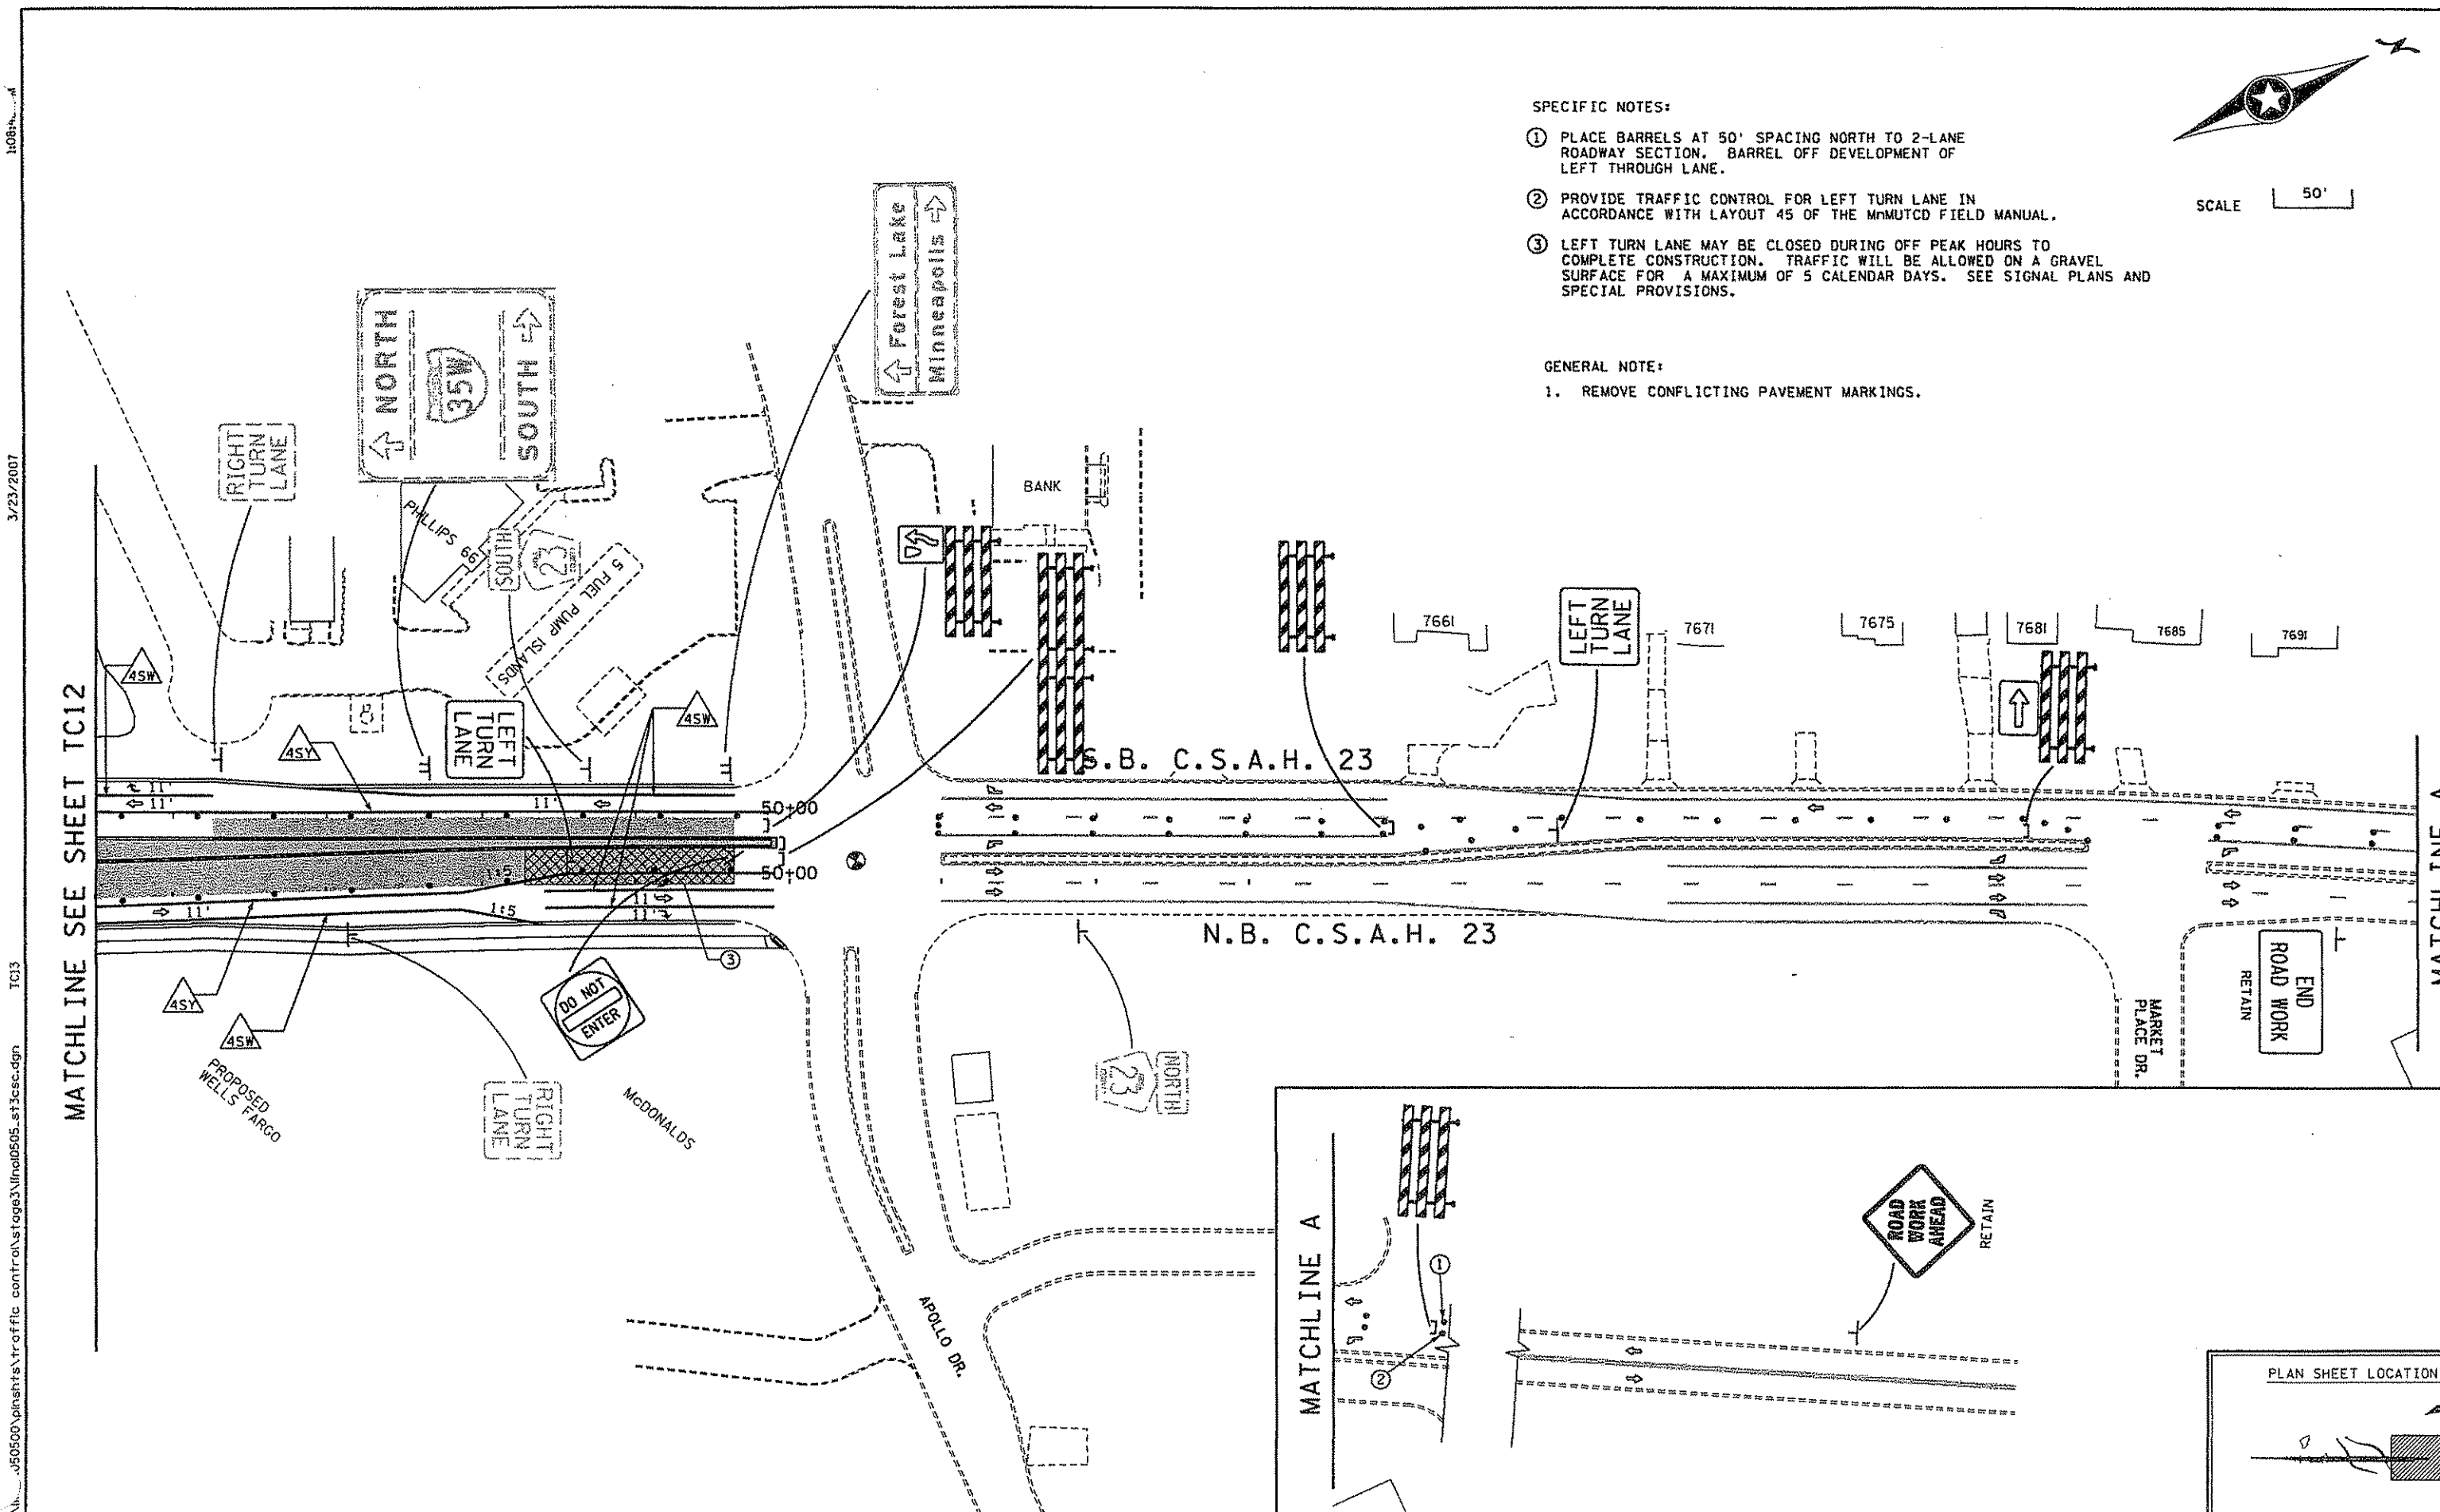 SPECIFIC NOTES:
① PLACE BARRELS AT 50' SPACING NORTH TO 2-LANE
ROADWAY SECTION. BARREL OFF DEVELOPMENT OF
LEFT THROUGH LANE.
② PROVIDE TRAFFIC CONTROL FOR LEFT TURN LANE IN
ACCORDANCE WITH LAYOUT 45 OF THE MnMUTCD FIELD MANUAL.
③ LEFT TURN LANE MAY BE CLOSED DURING OFF PEAK HOURS TO
COMPLETE CONSTRUCTION. TRAFFIC WILL BE ALLOWED ON A GRAVEL
SURFACE FOR A MAXIMUM OF 5 CALENDAR DAYS. SEE SIGNAL PLANS AND
SPECIAL PROVISIONS.
GENERAL NOTE:
1. REMOVE CONFLICTING PAVEMENT MARKINGS.
SCALE 50'
3/23/2007
TC13
MATCHLINE SEE SHEET TC12
RIGHT
TURN
LANE
NORTH
35W
SOUTH
Forest Lake
Minneapolis
PHILLIPS 66
SOUTH
23
5 FUEL PUMP ISLANDS
BANK
LEFT
TURN
LANE
4SW
4SY
4SW
11'
11'
11'
50+00
50+00
1:5
11'
1:5
11'
11'
③
4SY
4SW
PROPOSED
WELLS FARGO
RIGHT
TURN
LANE
DO NOT
ENTER
McDONALDS
S.B. C.S.A.H. 23
N.B. C.S.A.H. 23
LEFT
TURN
LANE
7661
7671
7675
7681
7685
7691
NORTH
23
APOLLO DR.
MARKET
PLACE DR.
END
ROAD WORK
RETAIN
MATCHLINE A
MATCHLINE A
①
②
ROAD
WORK
AHEAD
RETAIN
PLAN SHEET LOCATION